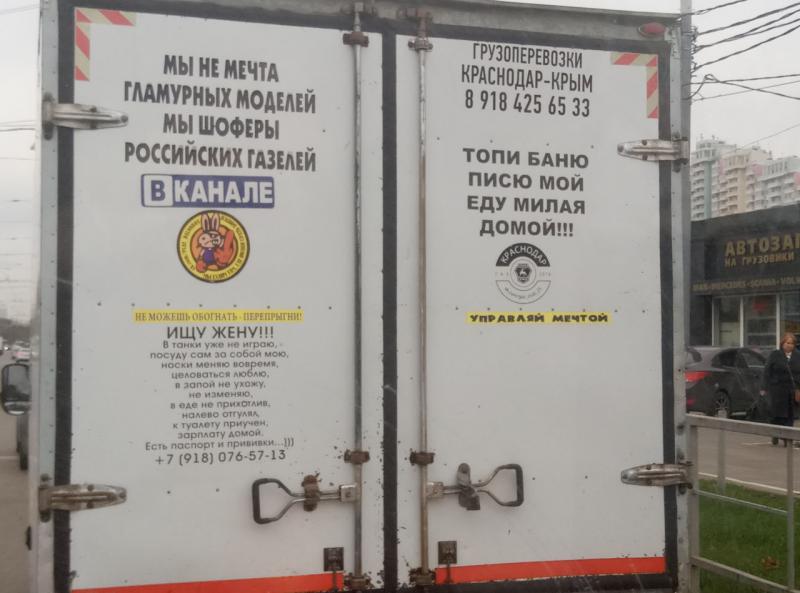 МЫ НЕ МЕЧТА
ГЛАМУРНЫХ МОДЕЛЕЙ
МЫ ШОФЕРЫ
РОССИЙСКИХ ГАЗЕЛЕЙ
В КАНАЛЕ
НЕ МОЖЕШЬ ОБОГНАТЬ - ПЕРЕПРЫГНИ!
ИЩУ ЖЕНУ!!!
В танки уже не играю,
посуду сам за собой мою,
носки меняю вовремя,
целоваться люблю,
в запой не ухожу,
не изменяю,
в еде не прихотлив,
налево отгулял,
к туалету приучен,
зарплату домой.
Есть паспорт и прививки...)))
+7 (918) 076-57-13
ГРУЗОПЕРЕВОЗКИ
КРАСНОДАР-КРЫМ
8 918 425 65 33
ТОПИ БАНЮ
ПИСЮ МОЙ
ЕДУ МИЛАЯ
ДОМОЙ!!!
КРАСНОДАР
УПРАВЛЯЙ МЕЧТОЙ
НА ГРУЗОВИКИ